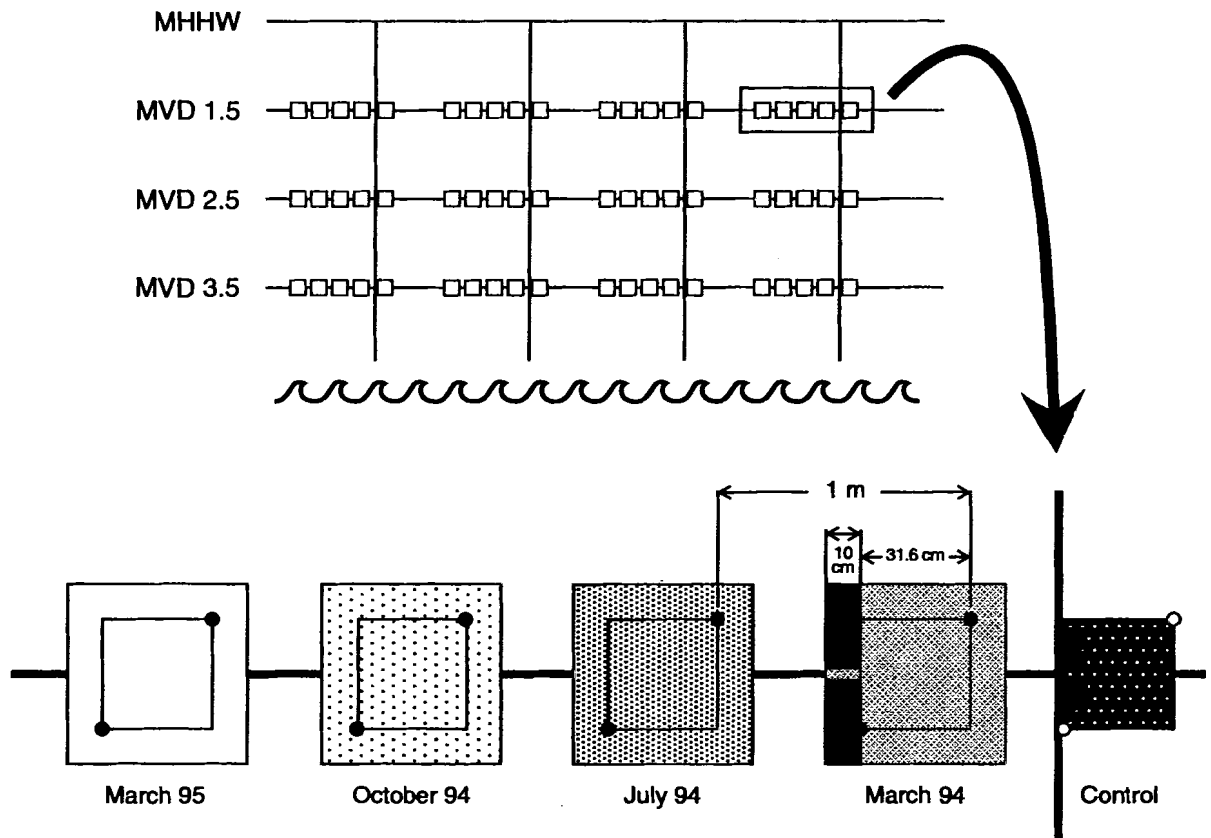 MHHW
MVD 1.5
MVD 2.5
MVD 3.5
1 m
10
cm
31.6 cm
March 95
October 94
July 94
March 94
Control